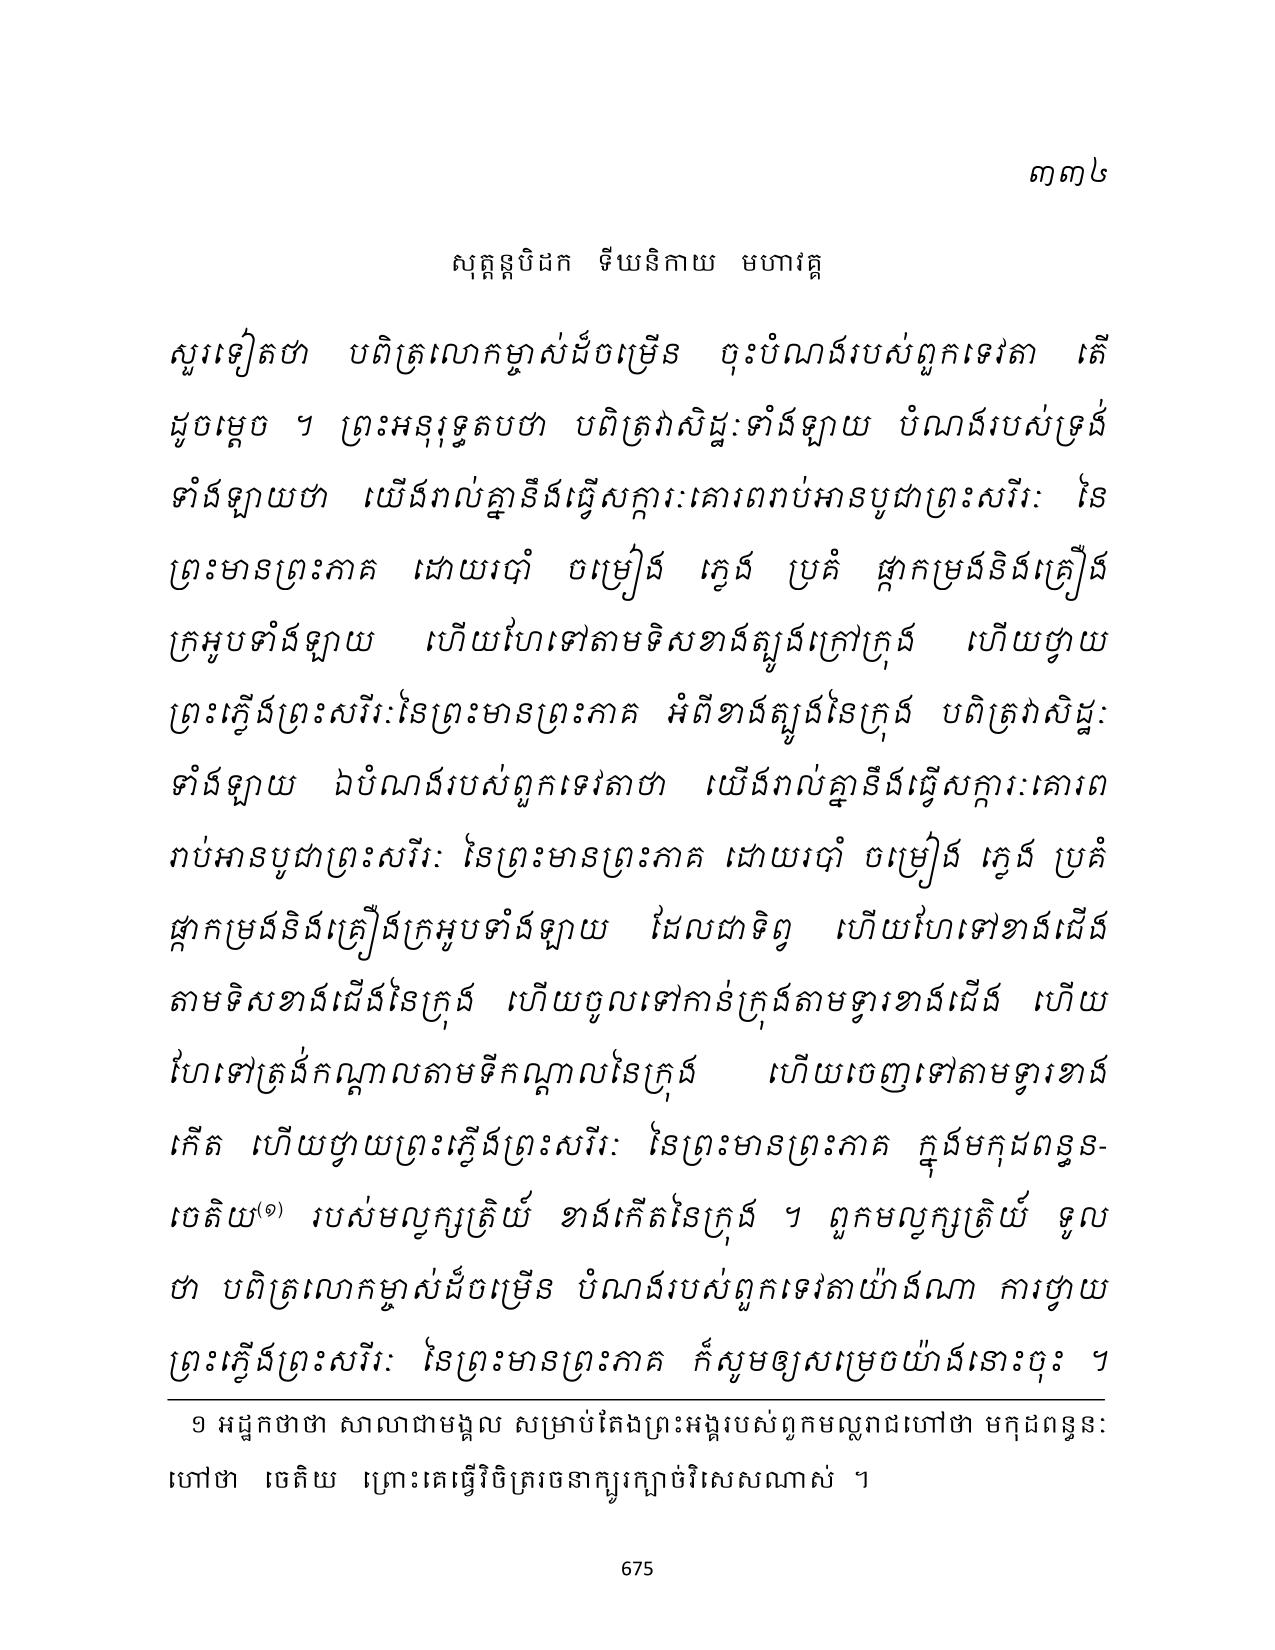 ៣៣៤
សុត្តន្តបិដក ទីឃនិកាយ មហាវគ្គ
សួរទៀតថា បពិត្រលោកម្ចាស់ដ៏ចម្រើន ចុះបំណងរបស់ពួកទេវតា តើ
ដូចម្តេច ។ ព្រះអនុរុទ្ធតបថា បពិត្រវាសិដ្ឋៈទាំងឡាយ បំណងរបស់ទ្រង់
ទាំងឡាយថា យើងរាល់គ្នានឹងធ្វើសក្ការៈគោរពរាប់អានបូជាព្រះសរីរៈ នៃ
ព្រះមានព្រះភាគ ដោយរបាំ ចម្រៀង ភ្លេង ប្រគំ ផ្កាកម្រងនិងគ្រឿង
ក្រអូបទាំងឡាយ ហើយហែទៅតាមទិសខាងត្បូងក្រៅក្រុង ហើយថ្វាយ
ព្រះភ្លើងព្រះសរីរៈនៃព្រះមានព្រះភាគ អំពីខាងត្បូងនៃក្រុង បពិត្រវាសិដ្ឋៈ
ទាំងឡាយ ឯបំណងរបស់ពួកទេវតាថា យើងរាល់គ្នានឹងធ្វើសក្ការៈគោរព
រាប់អានបូជាព្រះសរីរៈ នៃព្រះមានព្រះភាគ ដោយរបាំ ចម្រៀង ភ្លេង ប្រគំ
ផ្កាកម្រងនិងគ្រឿងក្រអូបទាំងឡាយ ដែលជាទិព្វ ហើយហែទៅខាងជើង
តាមទិសខាងជើងនៃក្រុង ហើយចូលទៅកាន់ក្រុងតាមទ្វារខាងជើង ហើយ
ហែទៅត្រង់កណ្តាលតាមទីកណ្តាលនៃក្រុង ហើយចេញទៅតាមទ្វារខាង
កើត ហើយថ្វាយព្រះភ្លើងព្រះសរីរៈ នៃព្រះមានព្រះភាគ ក្នុងមកុដពន្ធន-
ចេតិយ(១) របស់មល្លក្សត្រិយ៍ ខាងកើតនៃក្រុង ។ ពួកមល្លក្សត្រិយ៍ ទូល
ថា បពិត្រលោកម្ចាស់ដ៏ចម្រើន បំណងរបស់ពួកទេវតាយ៉ាងណា ការថ្វាយ
ព្រះភ្លើងព្រះសរីរៈ នៃព្រះមានព្រះភាគ ក៏សូមឲ្យសម្រេចយ៉ាងនោះចុះ ។
១ អដ្ឋកថាថា សាលាជាមង្គល សម្រាប់តែងព្រះអង្គរបស់ពួកមល្លរាជហៅថា មកុដពន្ធនៈ
ហៅថា ចេតិយ ព្រោះគេធ្វើវិចិត្ររចនាក្បូរក្បាច់វិសេសណាស់ ។
675